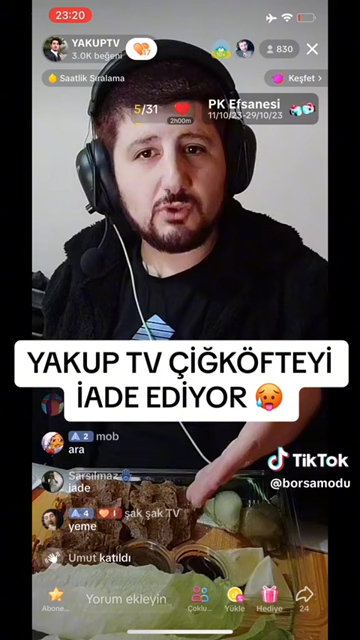 23:20
YAKUPTV
3.0K beğeni
17
830
Saatlik Sıralama
Keşfet >
5/31
2h00m
PK Efsanesi
11/10/23-29/10/23
YAKUP TV ÇİĞKÖFTEYİ
İADE EDİYOR 🥵
2 mob
ara
Sarsılmaz
iade
4 I şak şak TV
yeme
Umut katıldı
TikTok
@borsamodu
Yorum ekleyin
Abone...
Çoklu...
Yükle
Hediye
24